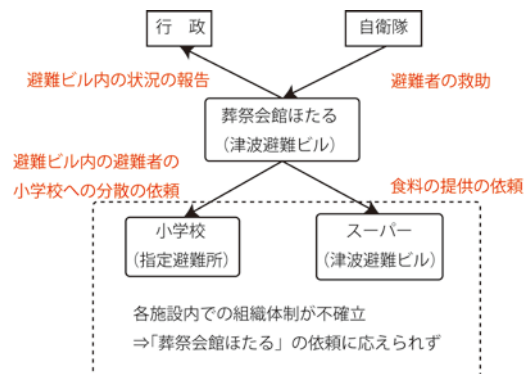 行　政
自衛隊
避難ビル内の状況の報告
避難者の救助
葬祭会館ほたる
(津波避難ビル)
避難ビル内の避難者の
小学校への分散の依頼
食料の提供の依頼
小学校
(指定避難所)
スーパー
(津波避難ビル)
各施設内での組織体制が不確立
⇒「葬祭会館ほたる」の依頼に応えられず